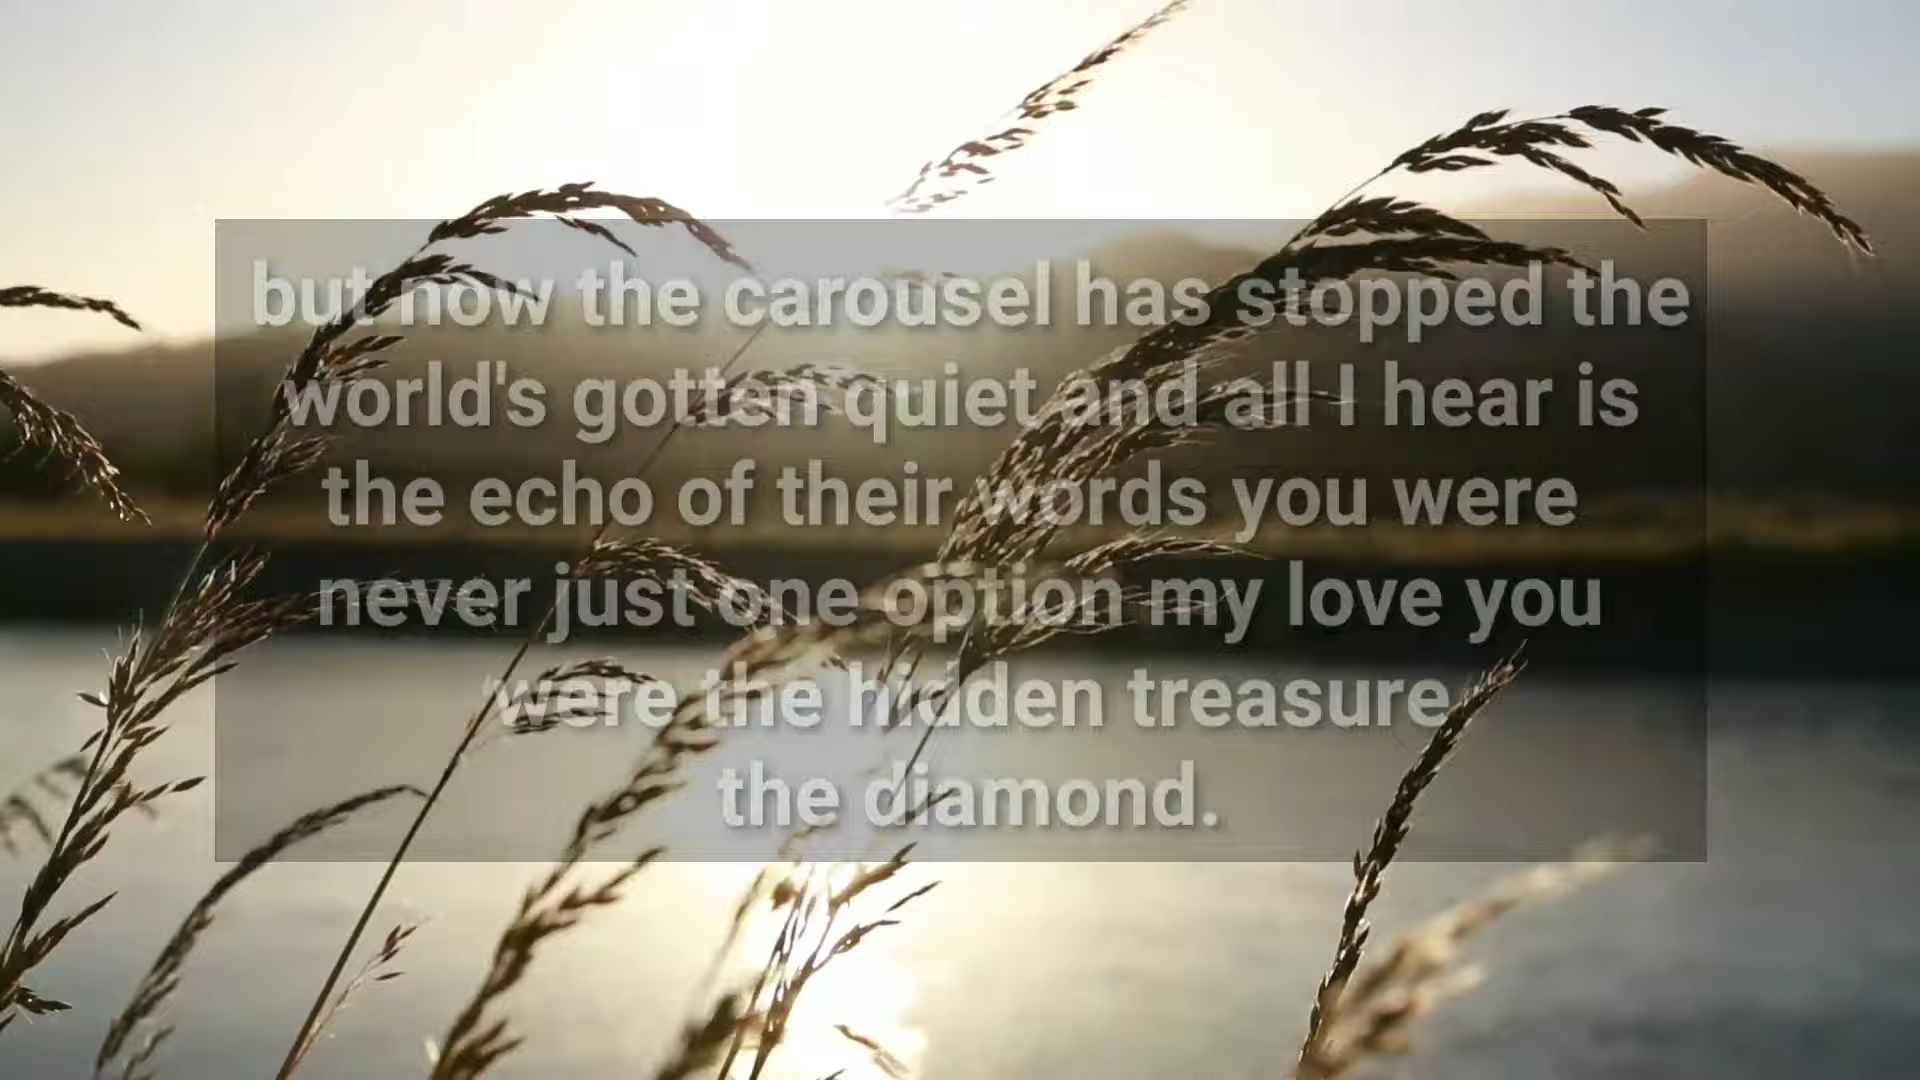 but now the carousel has stopped the
world's gotten quiet and all I hear is
the echo of their words you were
never just one option my love you
were the hidden treasure
the diamond.